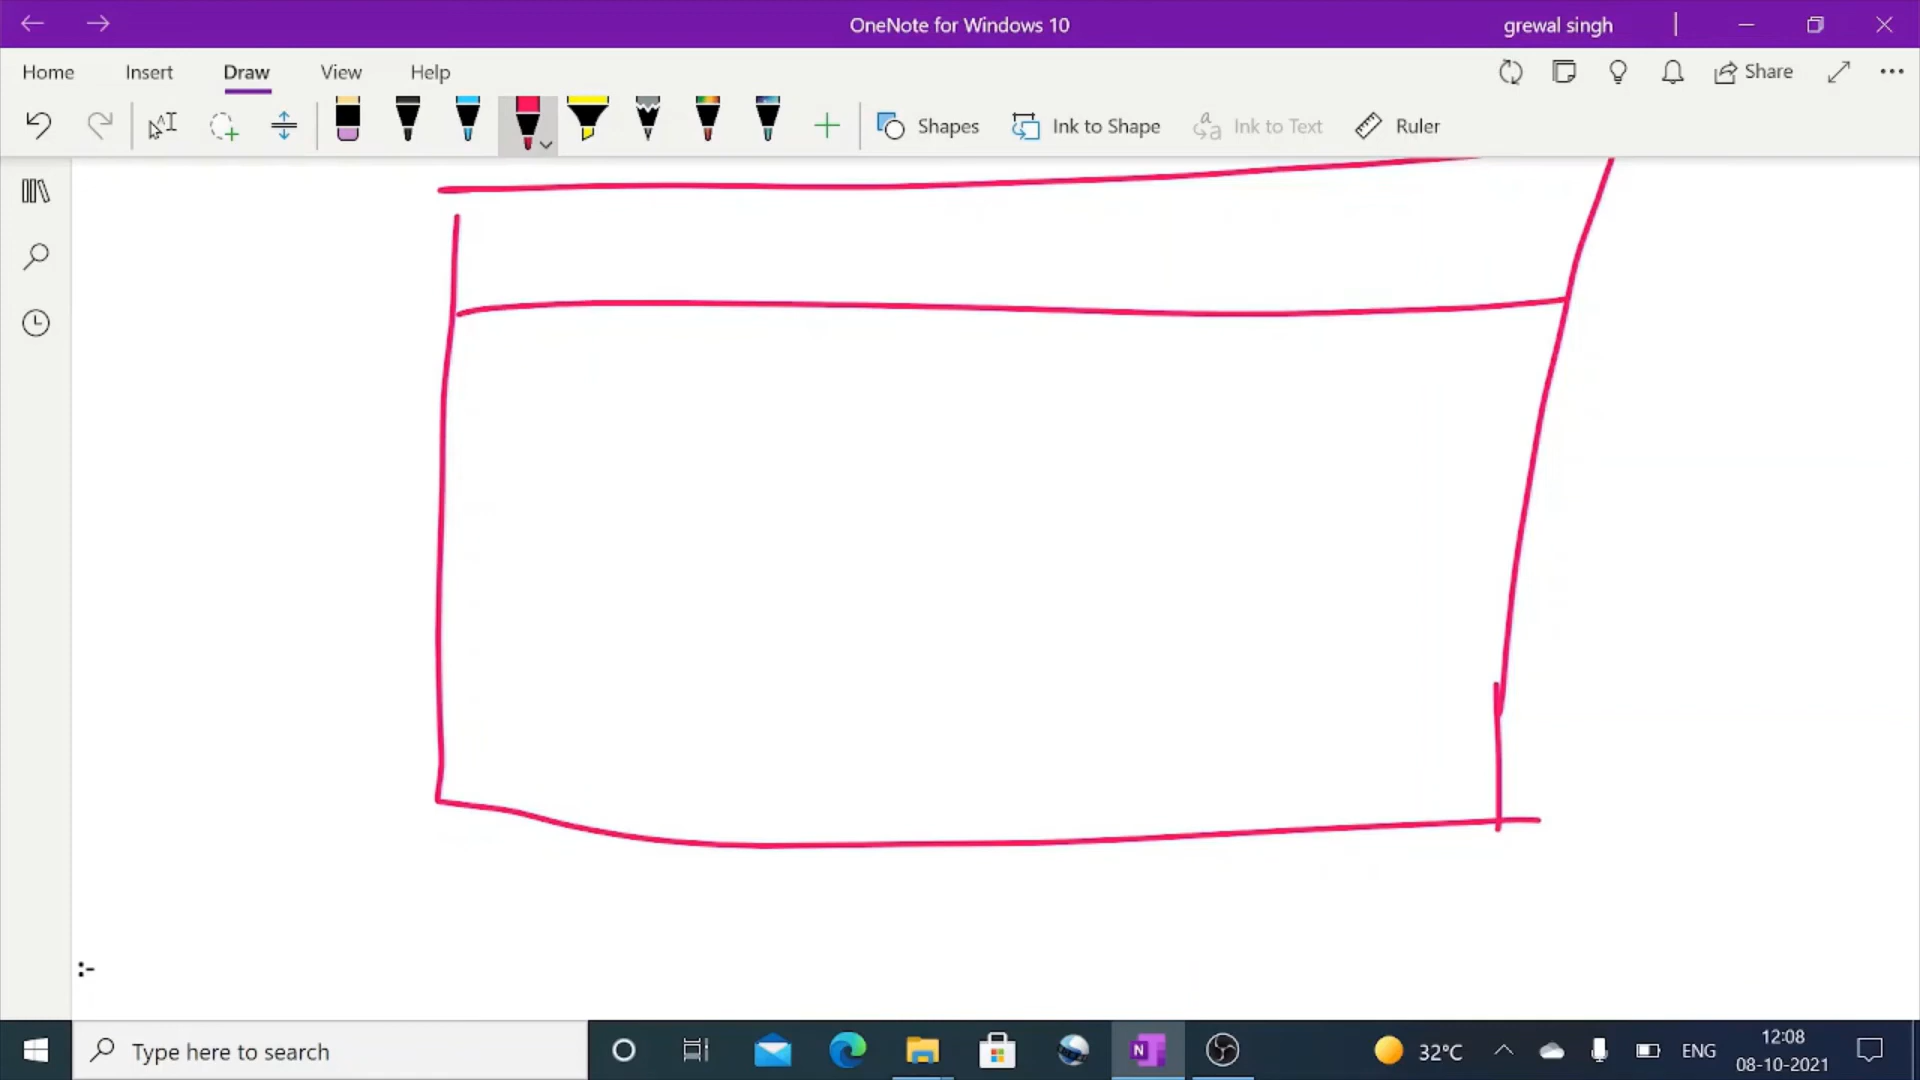 OneNote for Windows 10
grewal singh
Home Insert Draw View Help
Share
Shapes
Ink to Shape
Ink to Text
Ruler
:-
Type here to search
32°C
ENG
12:08
08-10-2021